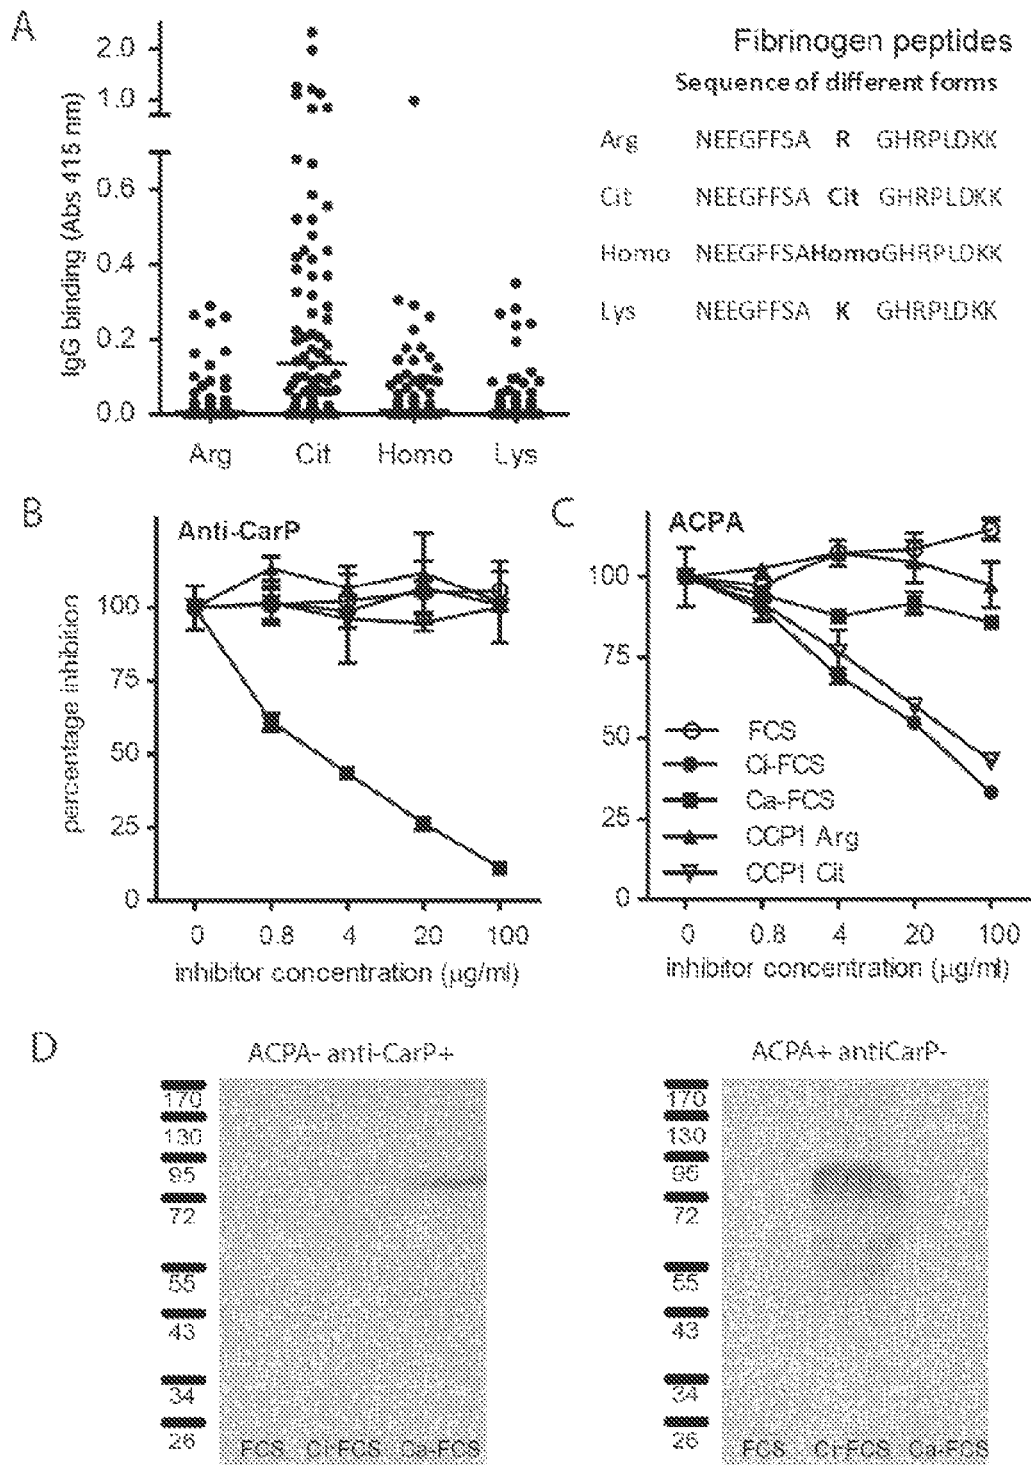 A
Fibrinogen peptides
Sequence of different forms
Arg NEEGFFSA R GHRPLDKK
Cit NEEGFFSA Cit GHRPLDKK
Homo NEEGFFSAHomoGHRPLDKK
Lys NEEGFFSA K GHRPLDKK
IgG binding (Abs 415 nm)
2.0
1.0
0.6
0.4
0.2
0.0
Arg Cit Homo Lys
B
Anti-CarP
percentage inhibition
100
75
50
25
0
0 0.8 4 20 100
inhibitor concentration (µg/ml)
C
ACPA
100
75
50
25
0
FCS
Ci-FCS
Ca-FCS
CCP1 Arg
CCP1 Cit
0 0.8 4 20 100
inhibitor concentration (µg/ml)
D
ACPA- anti-CarP+
170
130
95
72
55
43
34
26
FCS Ci-FCS Ca-FCS
ACPA+ antiCarP-
170
130
95
72
55
43
34
26
FCS Ci-FCS Ca-FCS